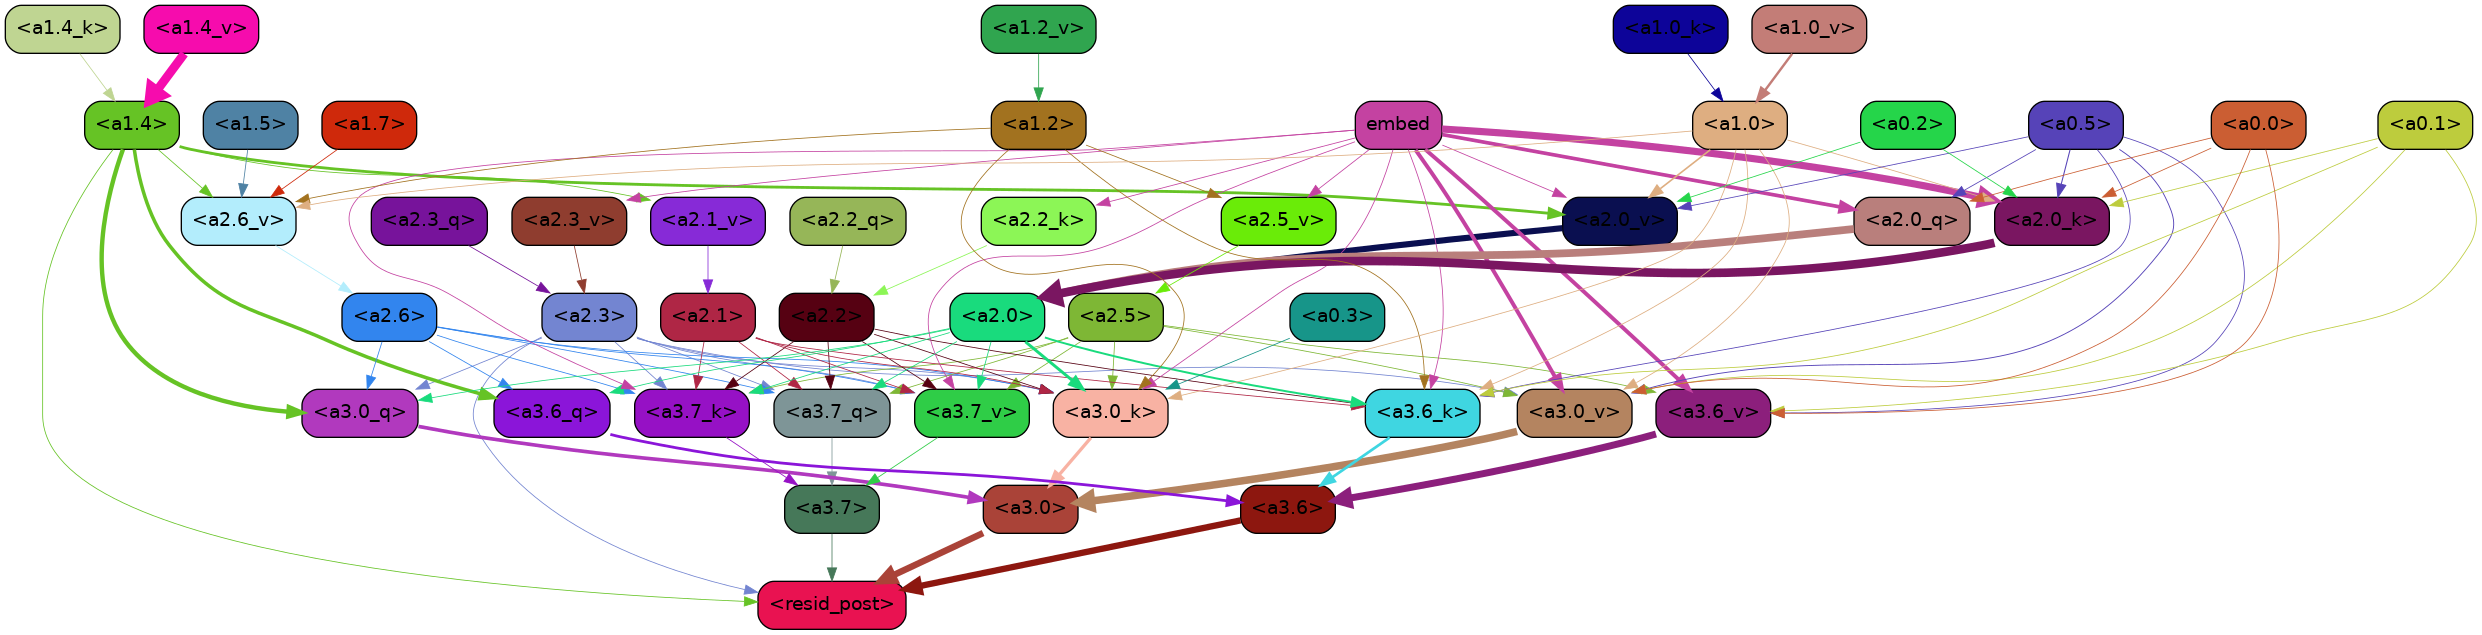 <a1.4_k>
<a1.4_v>
<a1.2_v>
<a1.0_k>
<a1.0_v>
<a1.4>
<a1.5>
<a1.7>
<a1.2>
embed
<a1.0>
<a0.2>
<a0.5>
<a0.0>
<a0.1>
<a2.6_v>
<a2.3_q>
<a2.3_v>
<a2.1_v>
<a2.2_q>
<a2.2_k>
<a2.5_v>
<a2.0_v>
<a2.0_q>
<a2.0_k>
<a2.6>
<a2.3>
<a2.1>
<a2.2>
<a2.0>
<a2.5>
<a0.3>
<a3.0_q>
<a3.6_q>
<a3.7_k>
<a3.7_q>
<a3.7_v>
<a3.0_k>
<a3.6_k>
<a3.0_v>
<a3.6_v>
<a3.7>
<a3.0>
<a3.6>
<resid_post>